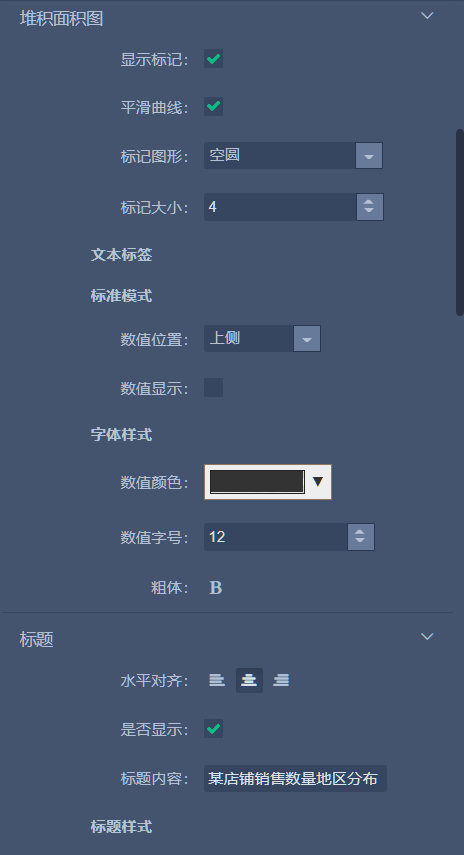 堆积面积图
显示标记:
平滑曲线:
标记图形: 空圆
标记大小: 4
文本标签
标准模式
数值位置: 上侧
数值显示:
字体样式
数值颜色:
数值字号: 12
粗体: B
标题
水平对齐:
是否显示:
标题内容: 某店铺销售数量地区分布
标题样式